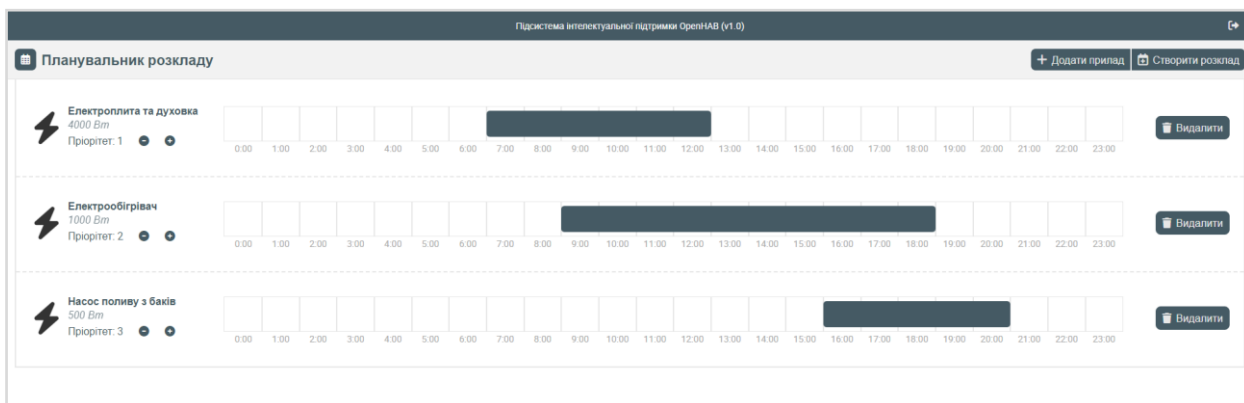 Підсистема інтелектуальної підтримки OpenHAB (v1.0)
Планувальник розкладу
Додати прилад
Створити розклад
Електроплита та духовка
4000 Вт
Пріоритет: 1
0:00 1:00 2:00 3:00 4:00 5:00 6:00 7:00 8:00 9:00 10:00 11:00 12:00 13:00 14:00 15:00 16:00 17:00 18:00 19:00 20:00 21:00 22:00 23:00
Видалити
Електрообігрівач
1000 Вт
Пріоритет: 2
0:00 1:00 2:00 3:00 4:00 5:00 6:00 7:00 8:00 9:00 10:00 11:00 12:00 13:00 14:00 15:00 16:00 17:00 18:00 19:00 20:00 21:00 22:00 23:00
Видалити
Насос поливу з баків
500 Вт
Пріоритет: 3
0:00 1:00 2:00 3:00 4:00 5:00 6:00 7:00 8:00 9:00 10:00 11:00 12:00 13:00 14:00 15:00 16:00 17:00 18:00 19:00 20:00 21:00 22:00 23:00
Видалити